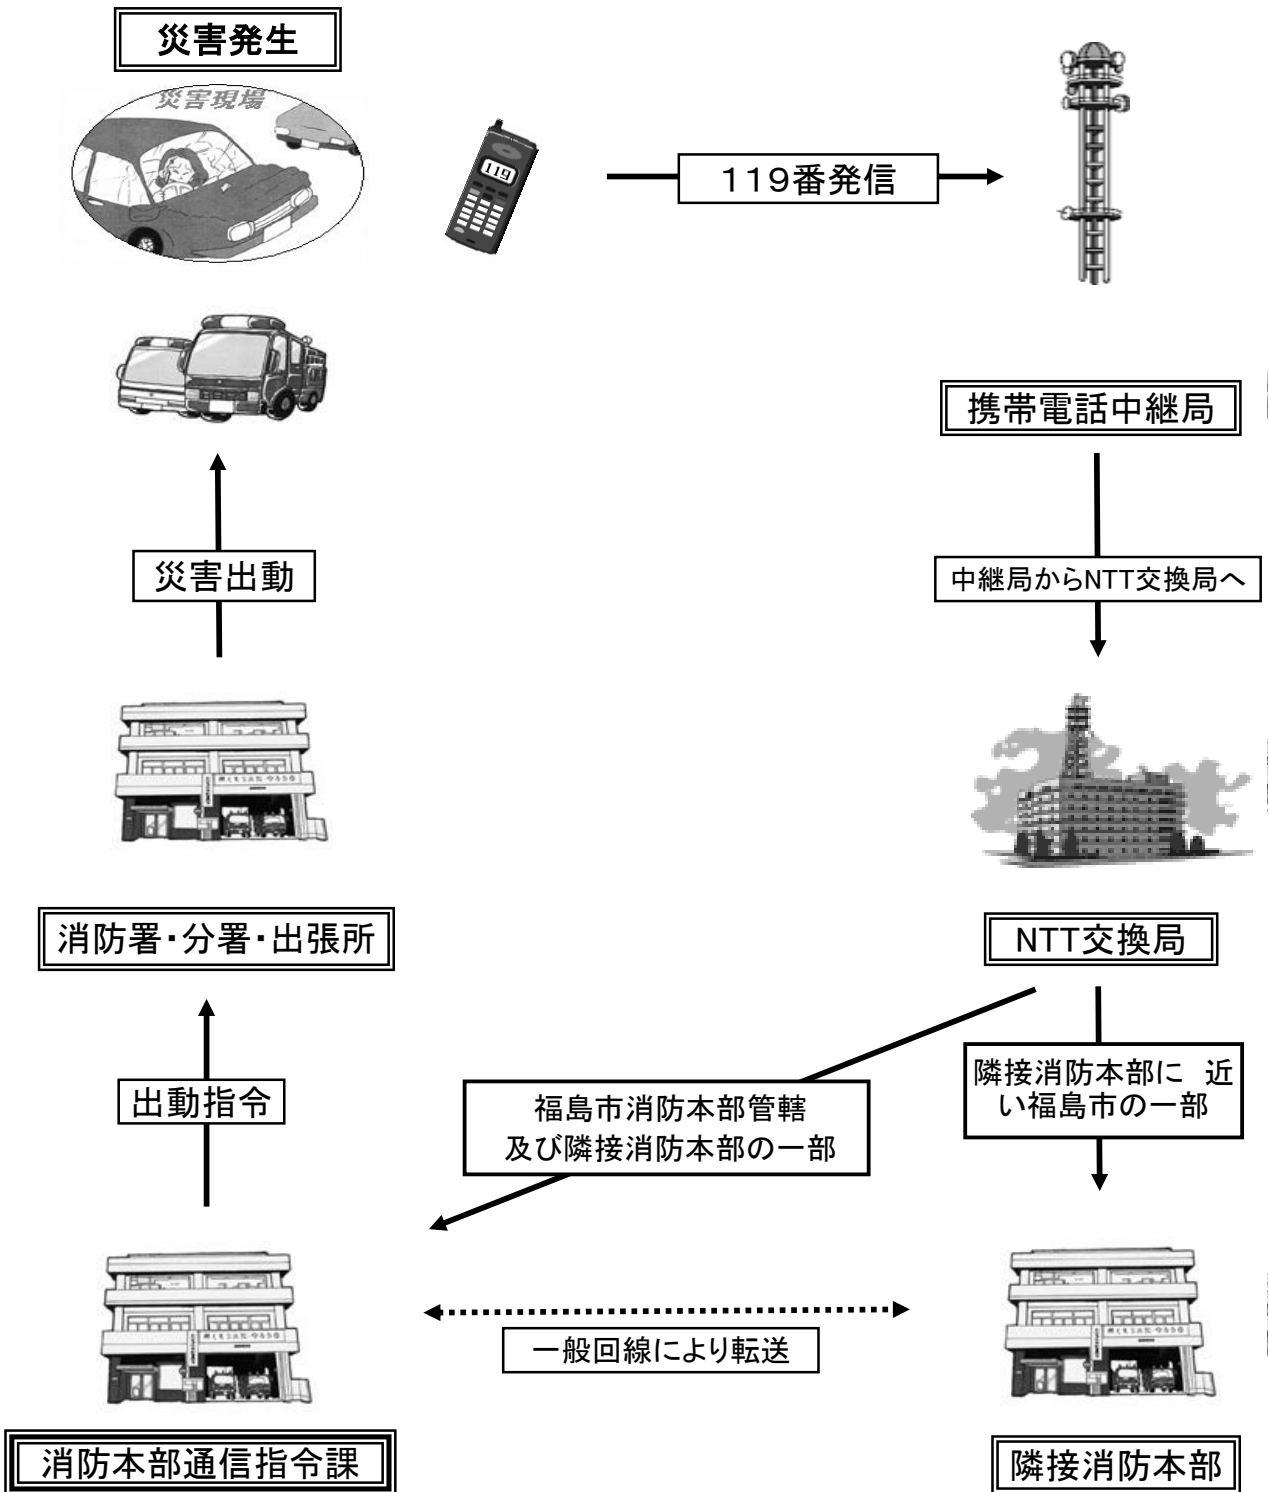 災害発生
災害現場
119
119番発信
携帯電話中継局
災害出動
中継局からNTT交換局へ
消防署・分署・出張所
NTT交換局
隣接消防本部に 近
い福島市の一部
出動指令
福島市消防本部管轄
及び隣接消防本部の一部
一般回線により転送
消防本部通信指令課
隣接消防本部